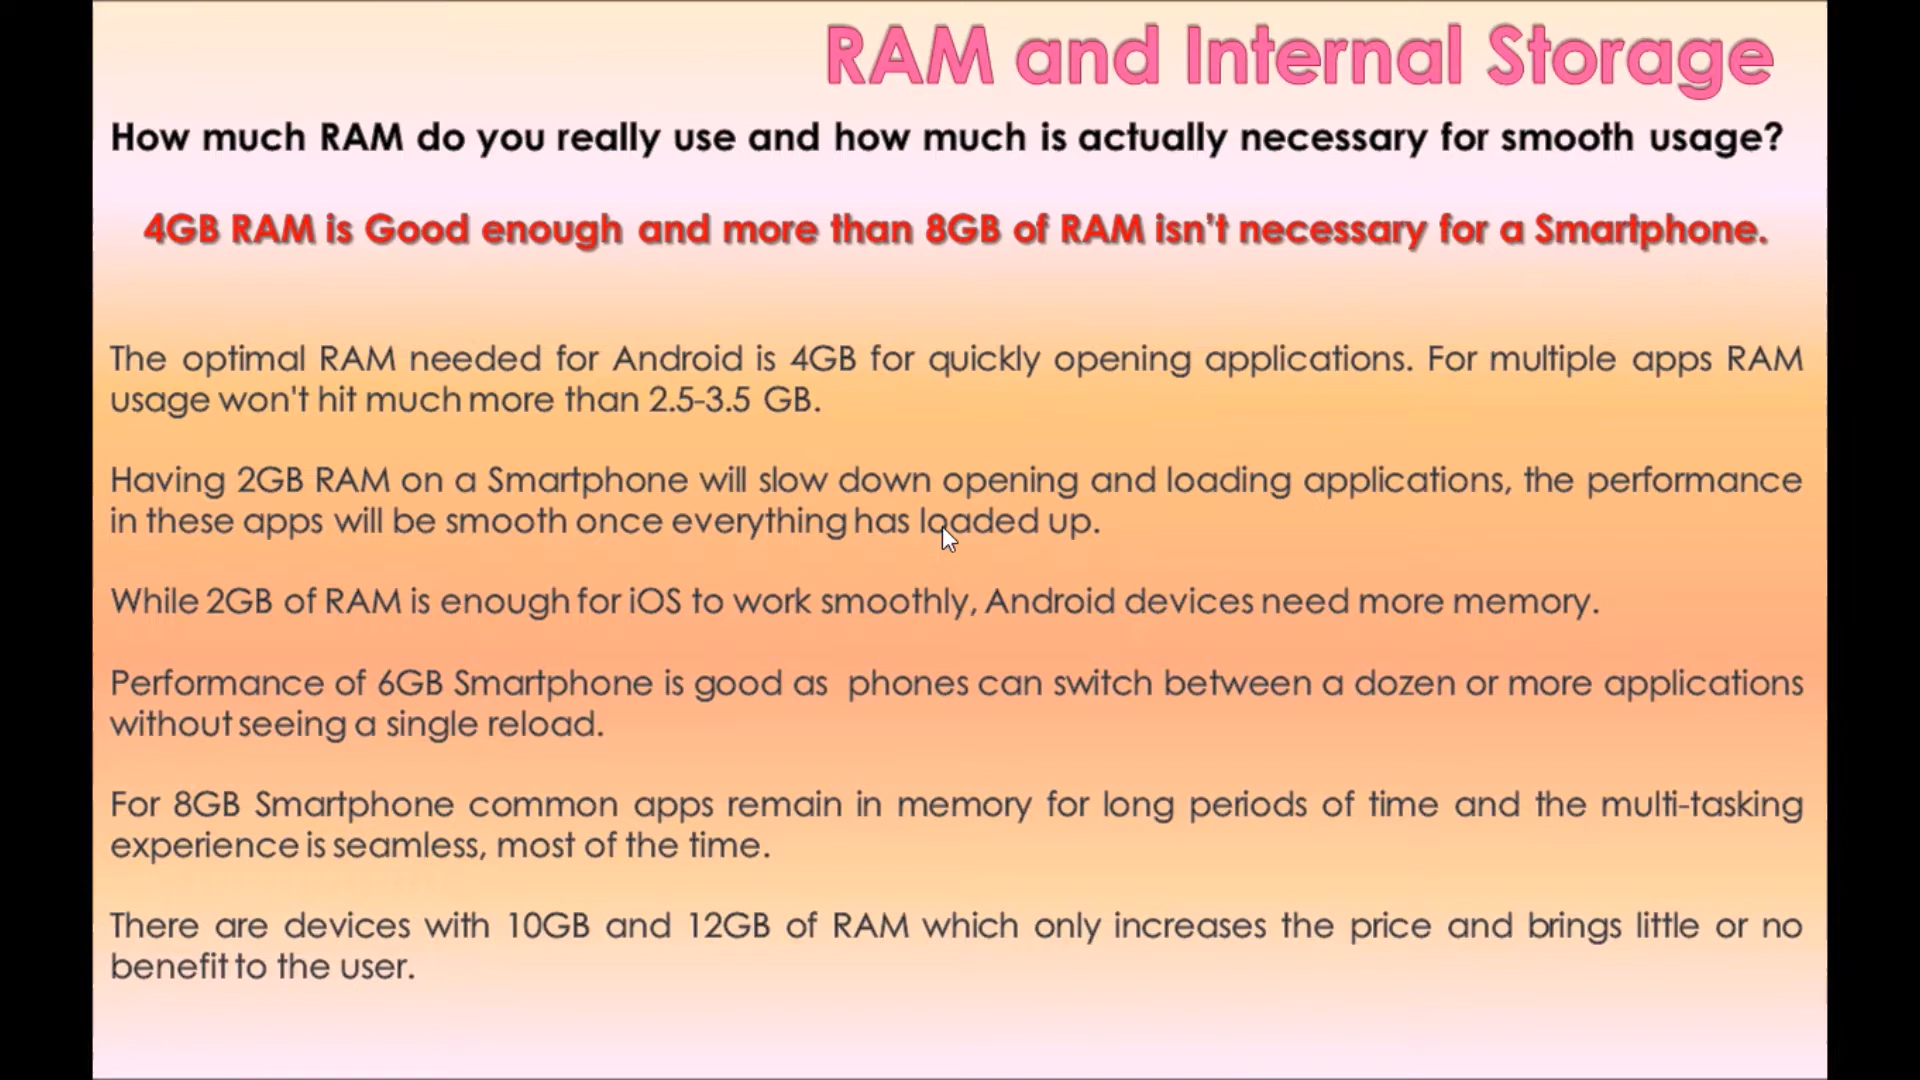 RAM and Internal Storage
How much RAM do you really use and how much is actually necessary for smooth usage?
4GB RAM is Good enough and more than 8GB of RAM isn't necessary for a Smartphone.
The optimal RAM needed for Android is 4GB for quickly opening applications. For multiple apps RAM
usage won't hit much more than 2.5-3.5 GB.
Having 2GB RAM on a Smartphone will slow down opening and loading applications, the performance
in these apps will be smooth once everything has loaded up.
While 2GB of RAM is enough for iOS to work smoothly, Android devices need more memory.
Performance of 6GB Smartphone is good as phones can switch between a dozen or more applications
without seeing a single reload.
For 8GB Smartphone common apps remain in memory for long periods of time and the multi-tasking
experience is seamless, most of the time.
There are devices with 10GB and 12GB of RAM which only increases the price and brings little or no
benefit to the user.